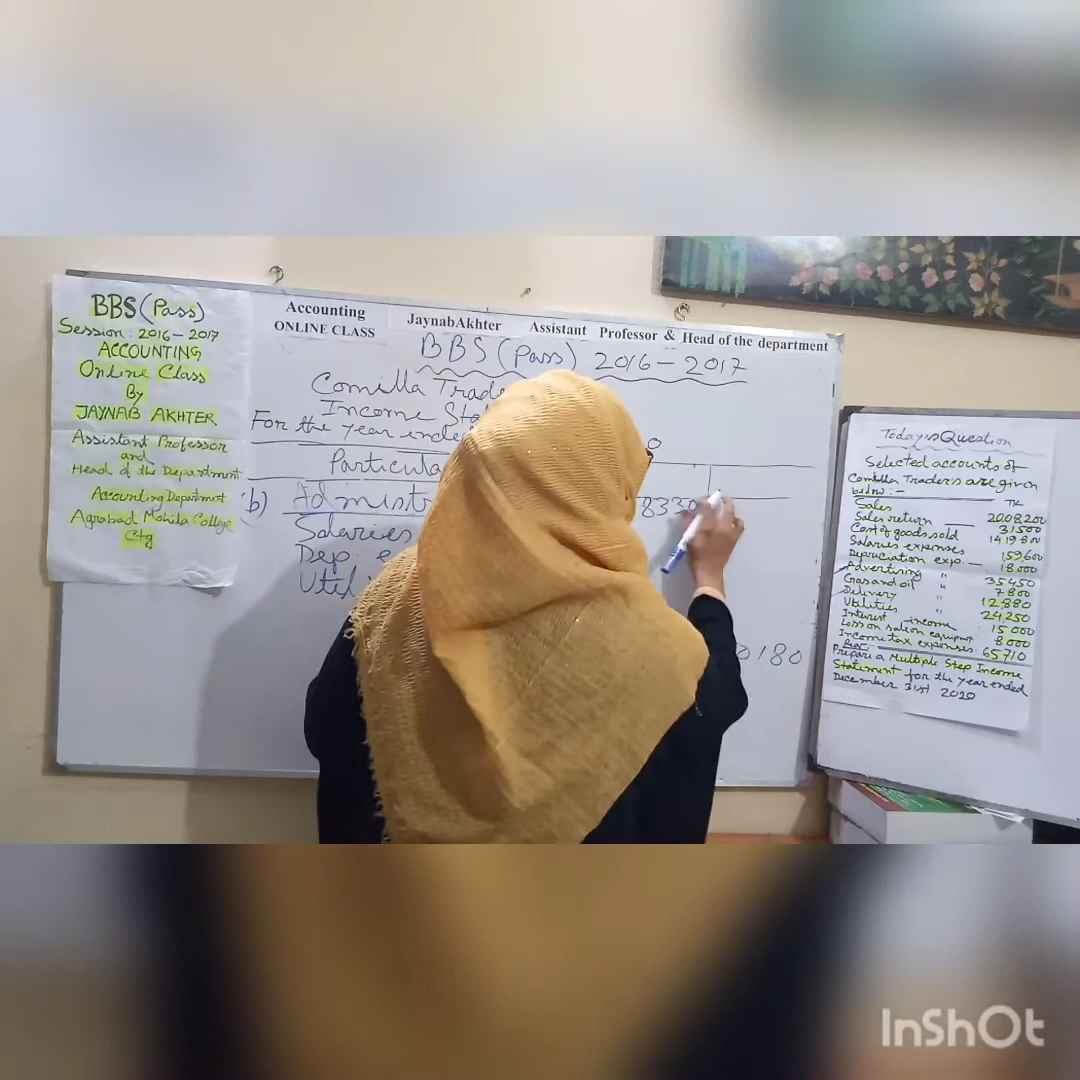 BBS (Pass)
Session: 2016-2017
ACCOUNTING
Online Class
By
JAYNAB AKHTER
Assistant Professor
and
Head of the Department
Accounting Department
Agrabad Mohila College
Ctg
Accounting
ONLINE CLASS
JaynabAkhter Assistant Professor & Head of the department
BBS (Pass) 2016-2017
Comilla Trade
Income Sta
For the year inde
Particula
(b) Administr
Salaries
Dep
Util
833
0180
Today's Question
Selected accounts of
Comilla Traders are given
below:-
TK
Sales 2008200
Sales return 31500
Cost of goods sold 1419800
Salaries expenses 159600
Depreciation exp. 18000
Advertising " 35450
Gas and oil " 7800
Delivery " 12880
Utilities " 24250
Interest income 15000
Loss on sal on equipmt 8000
Income tax expenses 65710
Prepare a Multiple Step Income
Statement for the year ended
December 31st 2020
InShOt